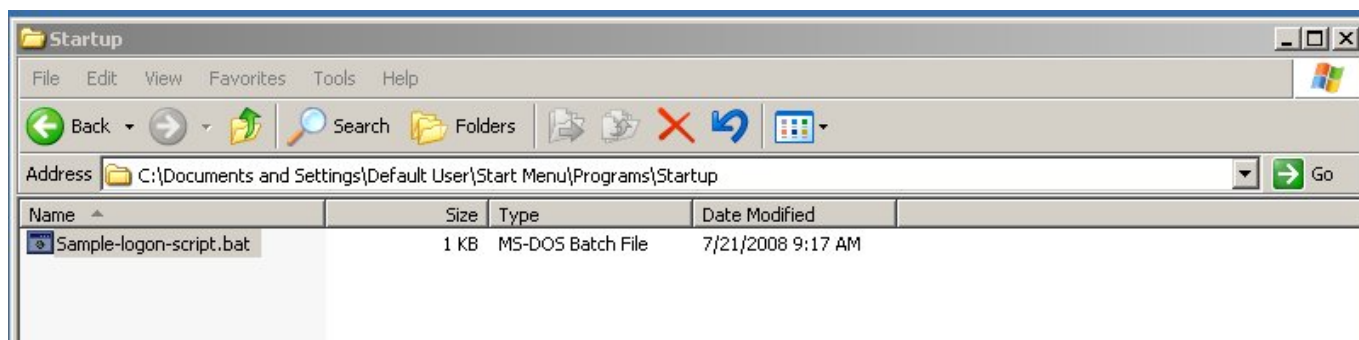 Startup
File Edit View Favorites Tools Help
Back Search Folders
Address C:\Documents and Settings\Default User\Start Menu\Programs\Startup Go
Name Size Type Date Modified
Sample-logon-script.bat 1 KB MS-DOS Batch File 7/21/2008 9:17 AM